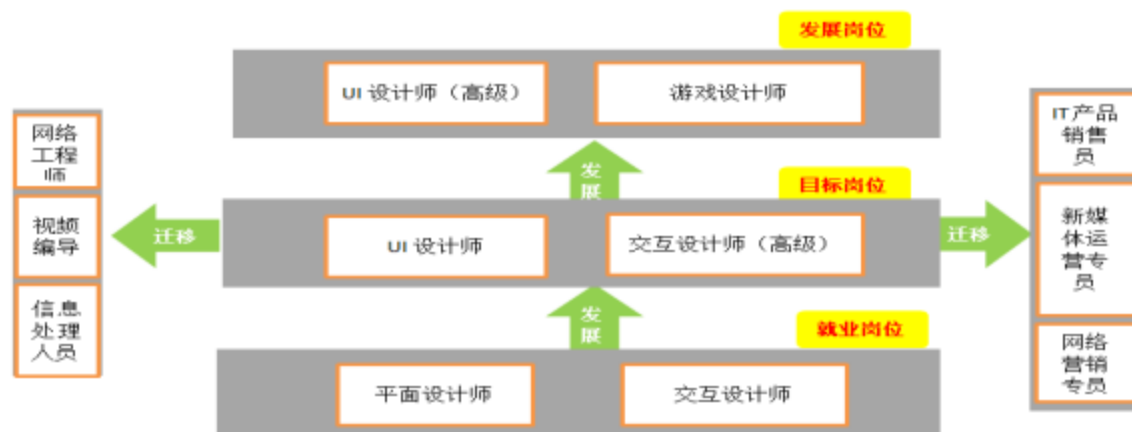 发展岗位
UI 设计师（高级）
游戏设计师
网络
工程
师
视频
编导
信息
处理
人员
迁移
发
展
目标岗位
UI 设计师
交互设计师（高级）
迁移
IT产品
销售
员
新媒
体运
营专
员
网络
营销
专员
发
展
就业岗位
平面设计师
交互设计师